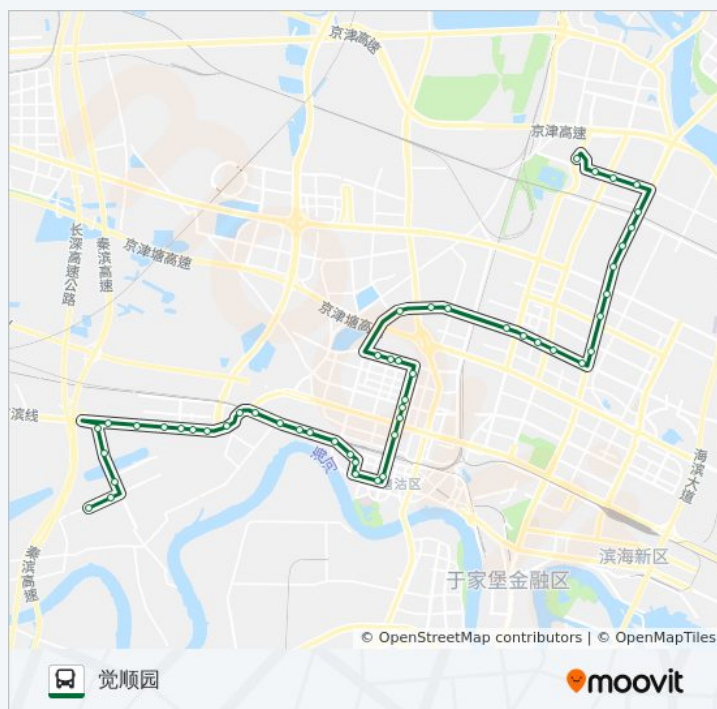 京津高速
京津高速
长深高速公路
秦滨高速
京津塘高速
京津塘高
滨线
海河
沽区
海滨大道
滨海新区
于家堡金融区
秦滨高速
© OpenStreetMap contributors | © OpenMapTiles
觉顺园
moovit